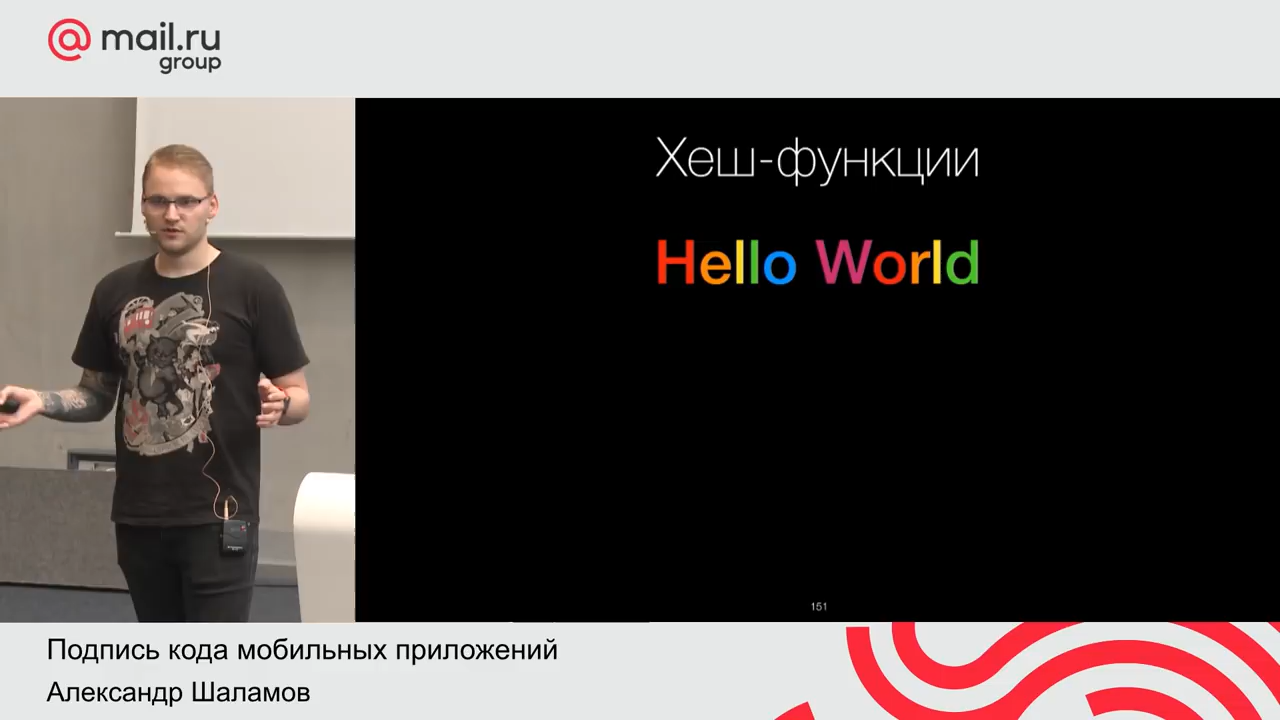 @mail.ru
group
Хеш-функции
Hello World
151
Подпись кода мобильных приложений
Александр Шаламов